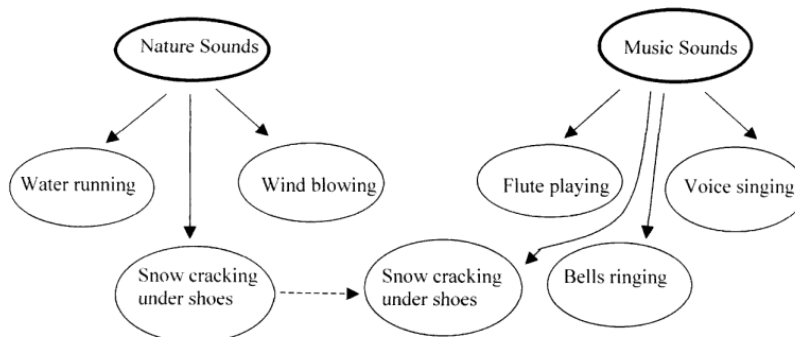 Nature Sounds
Music Sounds
Water running
Wind blowing
Flute playing
Voice singing
Snow cracking
under shoes
Snow cracking
under shoes
Bells ringing